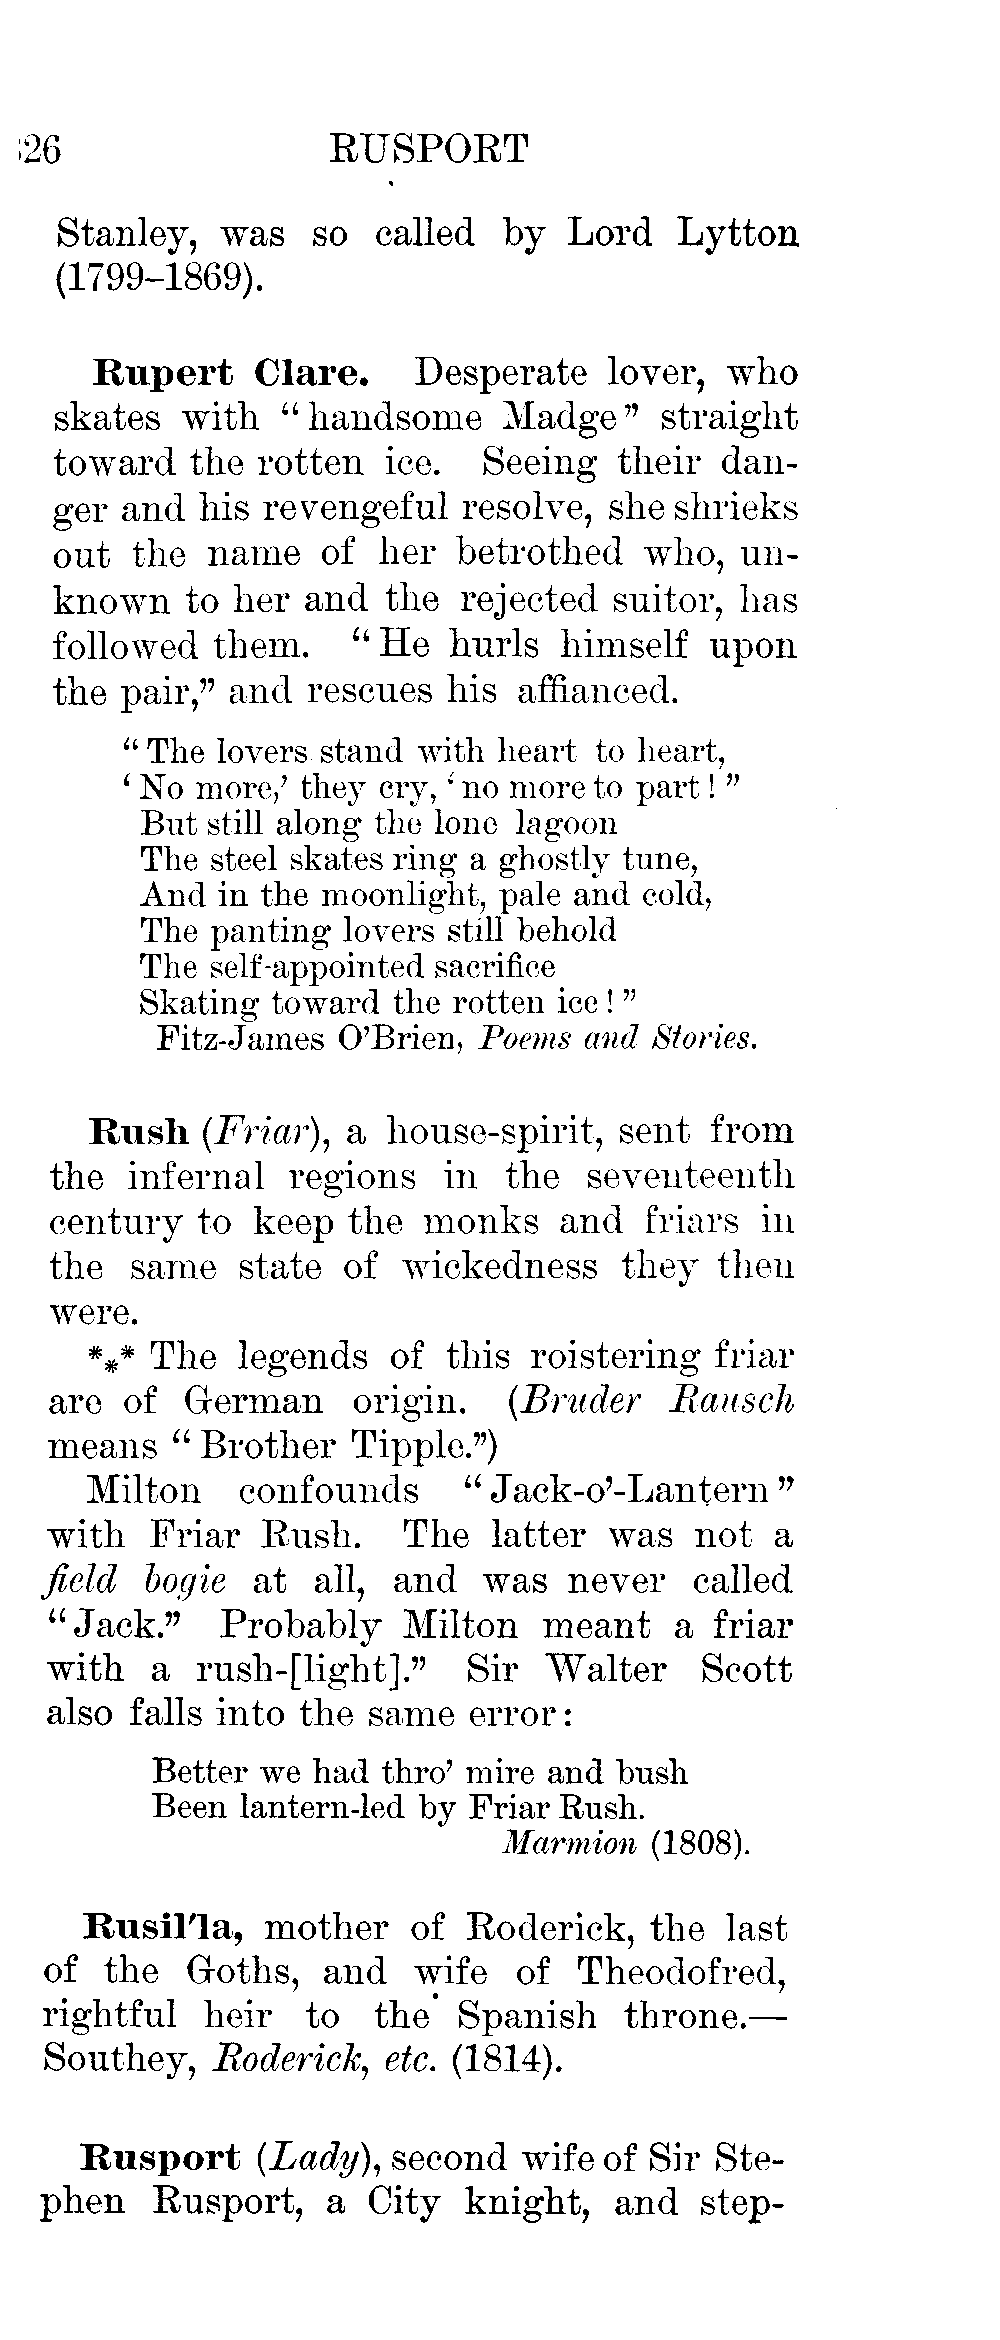 26 RUSPORT
Stanley, was so called by Lord Lytton
(1799–1869).
Rupert Clare. Desperate lover, who
skates with “handsome Madge” straight
toward the rotten ice. Seeing their dan-
ger and his revengeful resolve, she shrieks
out the name of her betrothed who, un-
known to her and the rejected suitor, has
followed them. “He hurls himself upon
the pair,” and rescues his affianced.
“The lovers stand with heart to heart,
‘No more,’ they cry, ‘no more to part!”
But still along the lone lagoon
The steel skates ring a ghostly tune,
And in the moonlight, pale and cold,
The panting lovers still behold
The self-appointed sacrifice
Skating toward the rotten ice!”
Fitz-James O’Brien, Poems and Stories.
Rush (Friar), a house-spirit, sent from
the infernal regions in the seventeenth
century to keep the monks and friars in
the same state of wickedness they then
were.
*⁎* The legends of this roistering friar
are of German origin. (Bruder Rausch
means “Brother Tipple.”)
Milton confounds “Jack-o’-Lantern”
with Friar Rush. The latter was not a
field bogie at all, and was never called
“Jack.” Probably Milton meant a friar
with a rush-[light].” Sir Walter Scott
also falls into the same error:
Better we had thro’ mire and bush
Been lantern-led by Friar Rush.
Marmion (1808).
Rusil'la, mother of Roderick, the last
of the Goths, and wife of Theodofred,
rightful heir to the Spanish throne.—
Southey, Roderick, etc. (1814).
Rusport (Lady), second wife of Sir Ste-
phen Rusport, a City knight, and step-